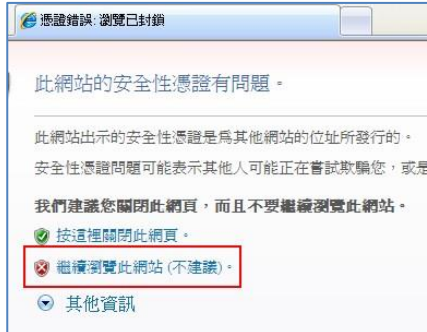 憑證錯誤: 瀏覽已封鎖
此網站的安全性憑證有問題。
此網站出示的安全性憑證是為其他網站的位址所發行的。
安全性憑證問題可能表示其他人可能正在嘗試欺騙您，或是
我們建議您關閉此網頁，而且不要繼續瀏覽此網站。
按這裡關閉此網頁。
繼續瀏覽此網站 (不建議)。
其他資訊